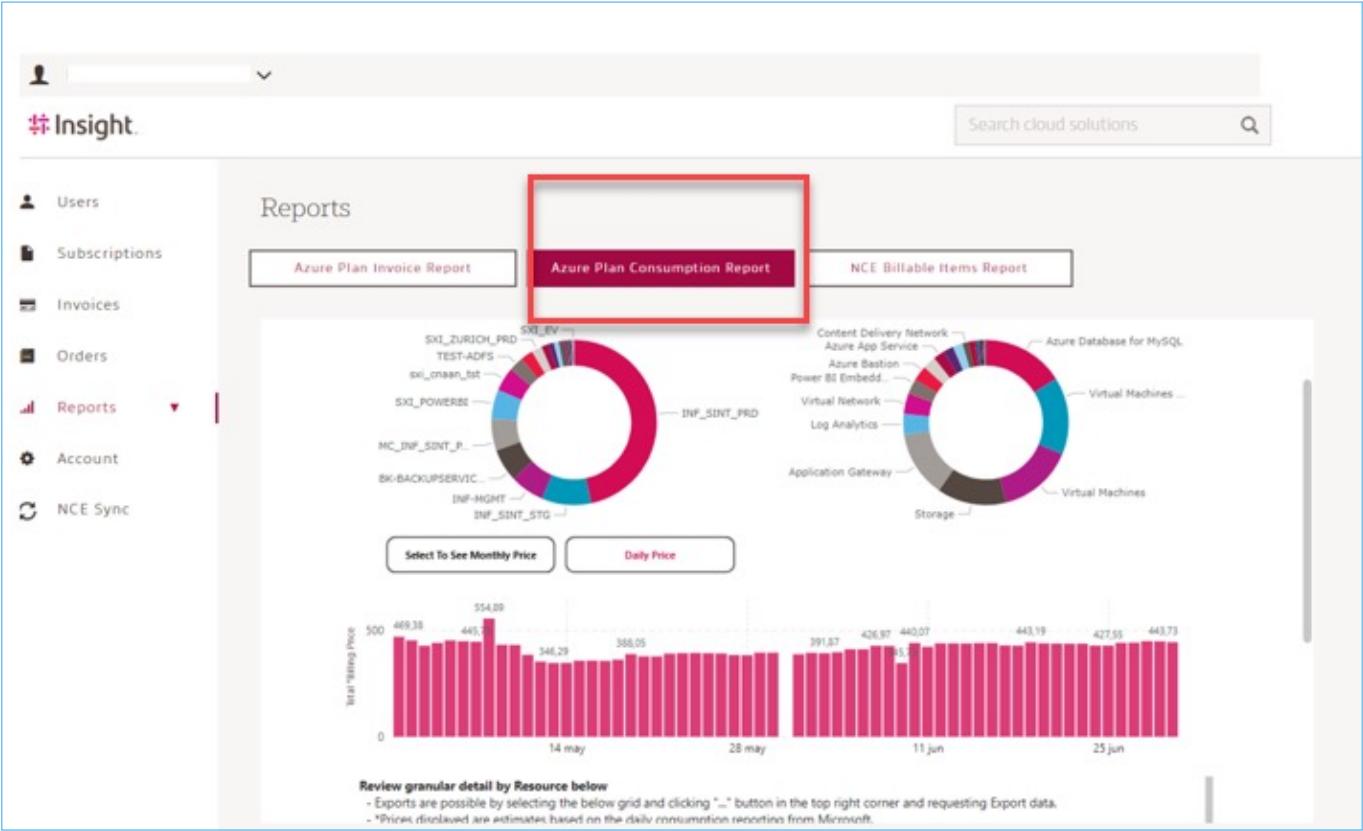 Insight.
Search cloud solutions
Users
Subscriptions
Invoices
Orders
Reports
Account
NCE Sync
Reports
Azure Plan Invoice Report
Azure Plan Consumption Report
NCE Billable Items Report
SXI_EV
SXI_ZURICH_PRD
TEST-ADFS
sxi_cnaan_tst
SXI_POWERBI
MC_INF_SINT_P...
BK-BACKUPSERVIC...
INF-MGMT
INF_SINT_STG
INF_SINT_PRD
Content Delivery Network
Azure App Service
Azure Bastion
Power BI Embedd...
Virtual Network
Log Analytics
Application Gateway
Storage
Azure Database for MySQL
Virtual Machines ...
Virtual Machines
Select To See Monthly Price
Daily Price
Total *Billing Price
500
0
469,38
554,89
346,29
388,05
391,87
426,97
440,07
443,19
427,55
443,73
14 may
28 may
11 jun
25 jun
Review granular detail by Resource below
- Exports are possible by selecting the below grid and clicking "..." button in the top right corner and requesting Export data.
- *Prices displayed are estimates based on the daily consumption reporting from Microsoft.